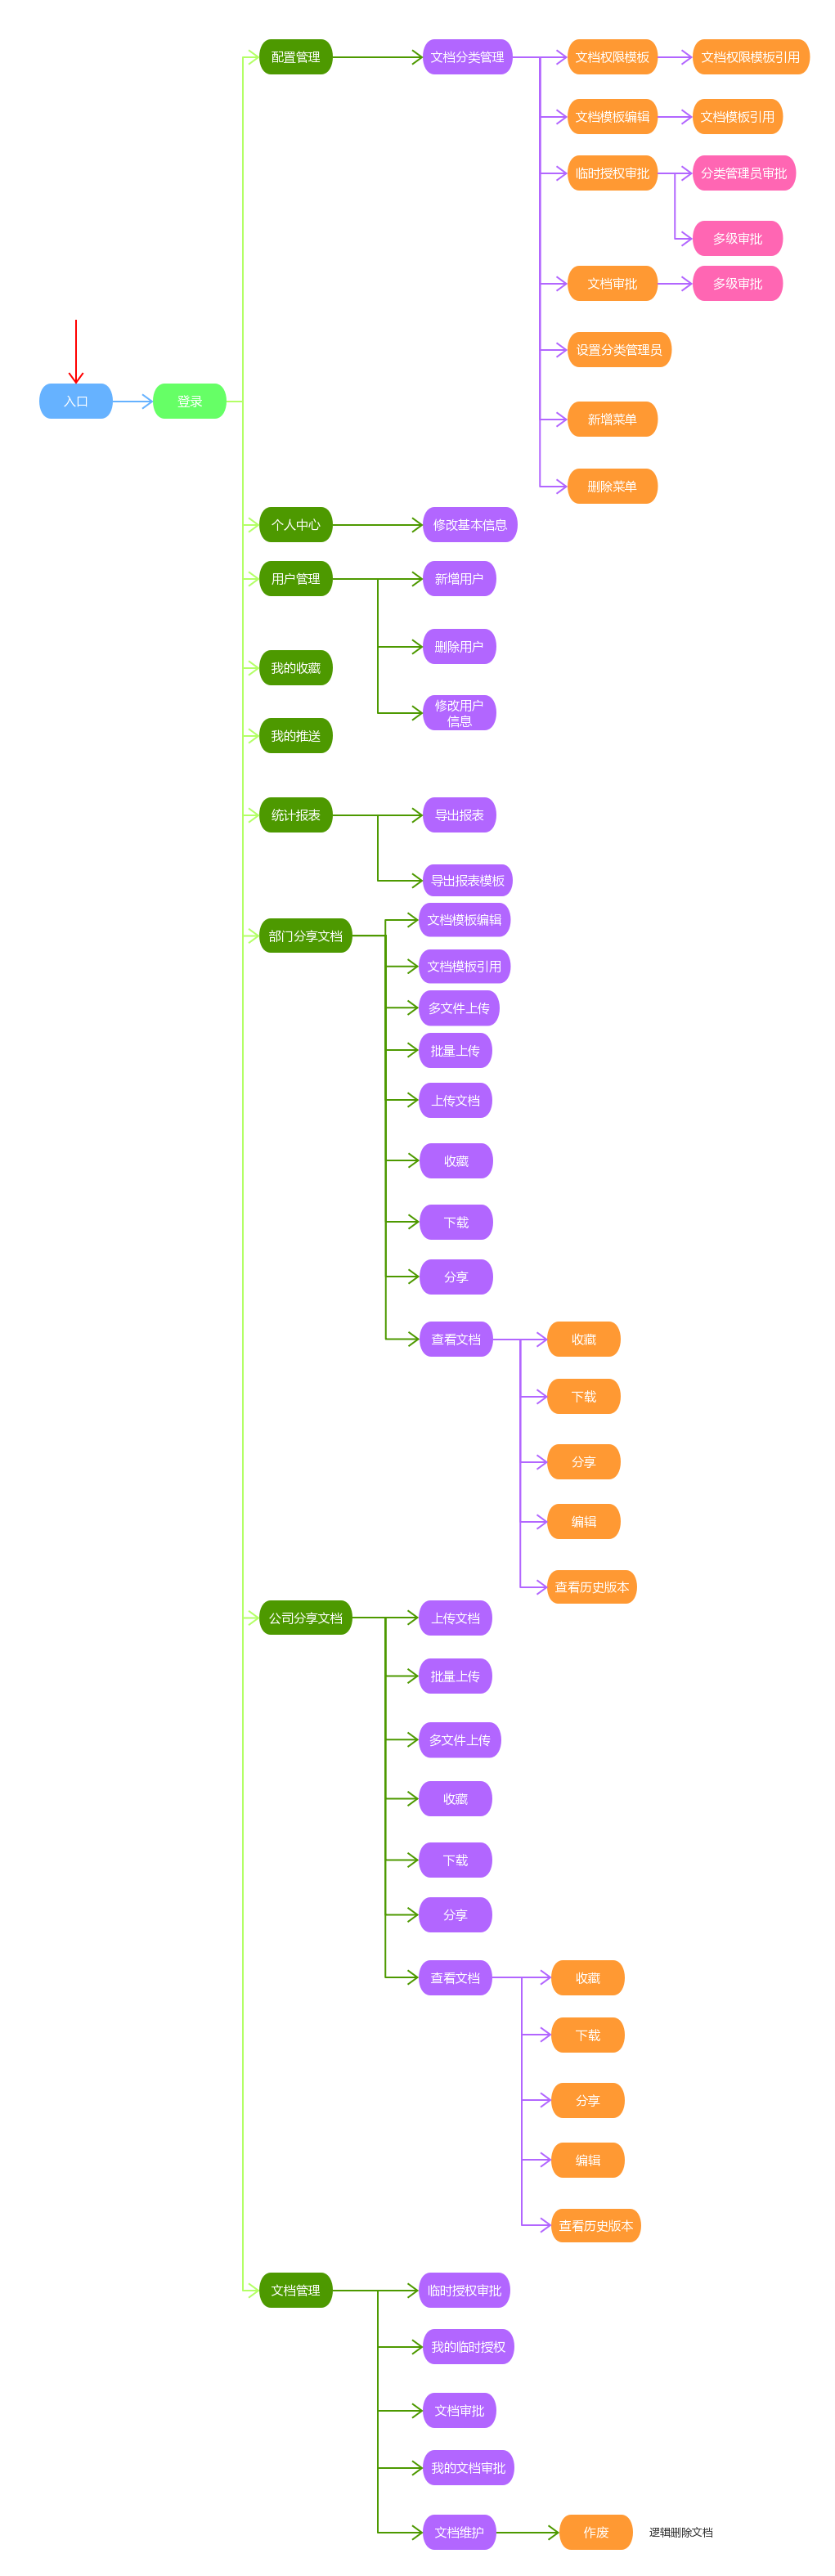 配置管理
文档分类管理
文档权限模板
文档权限模板引用
文档模板编辑
文档模板引用
临时授权审批
分类管理员审批
多级审批
文档审批
多级审批
设置分类管理员
入口
登录
新增菜单
删除菜单
个人中心
修改基本信息
用户管理
新增用户
删除用户
我的收藏
修改用户
信息
我的推送
统计报表
导出报表
导出报表模板
部门分享文档
文档模板编辑
文档模板引用
多文件上传
批量上传
上传文档
收藏
下载
分享
查看文档
收藏
下载
分享
编辑
查看历史版本
公司分享文档
上传文档
批量上传
多文件上传
收藏
下载
分享
查看文档
收藏
下载
分享
编辑
查看历史版本
文档管理
临时授权审批
我的临时授权
文档审批
我的文档审批
文档维护
作废
逻辑删除文档